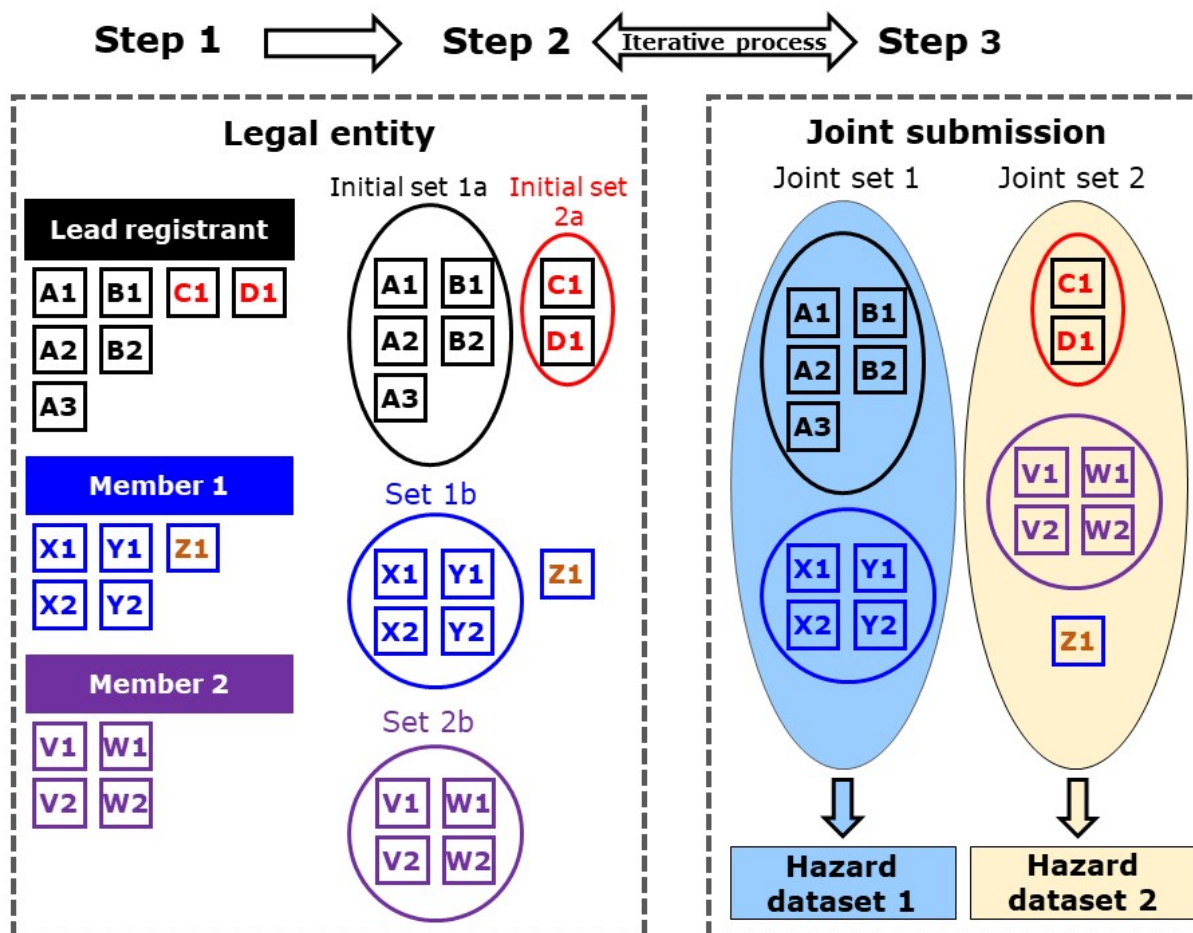 Step 1
Step 2
Iterative process
Step 3
Legal entity
Lead registrant
A1 B1 C1 D1
A2 B2
A3
Member 1
X1 Y1 Z1
X2 Y2
Member 2
V1 W1
V2 W2
Initial set 1a
A1 B1
A2 B2
A3
Initial set
2a
C1
D1
Set 1b
X1 Y1
X2 Y2
Z1
Set 2b
V1 W1
V2 W2
Joint submission
Joint set 1
A1 B1
A2 B2
A3
X1 Y1
X2 Y2
Hazard
dataset 1
Joint set 2
C1
D1
V1 W1
V2 W2
Z1
Hazard
dataset 2